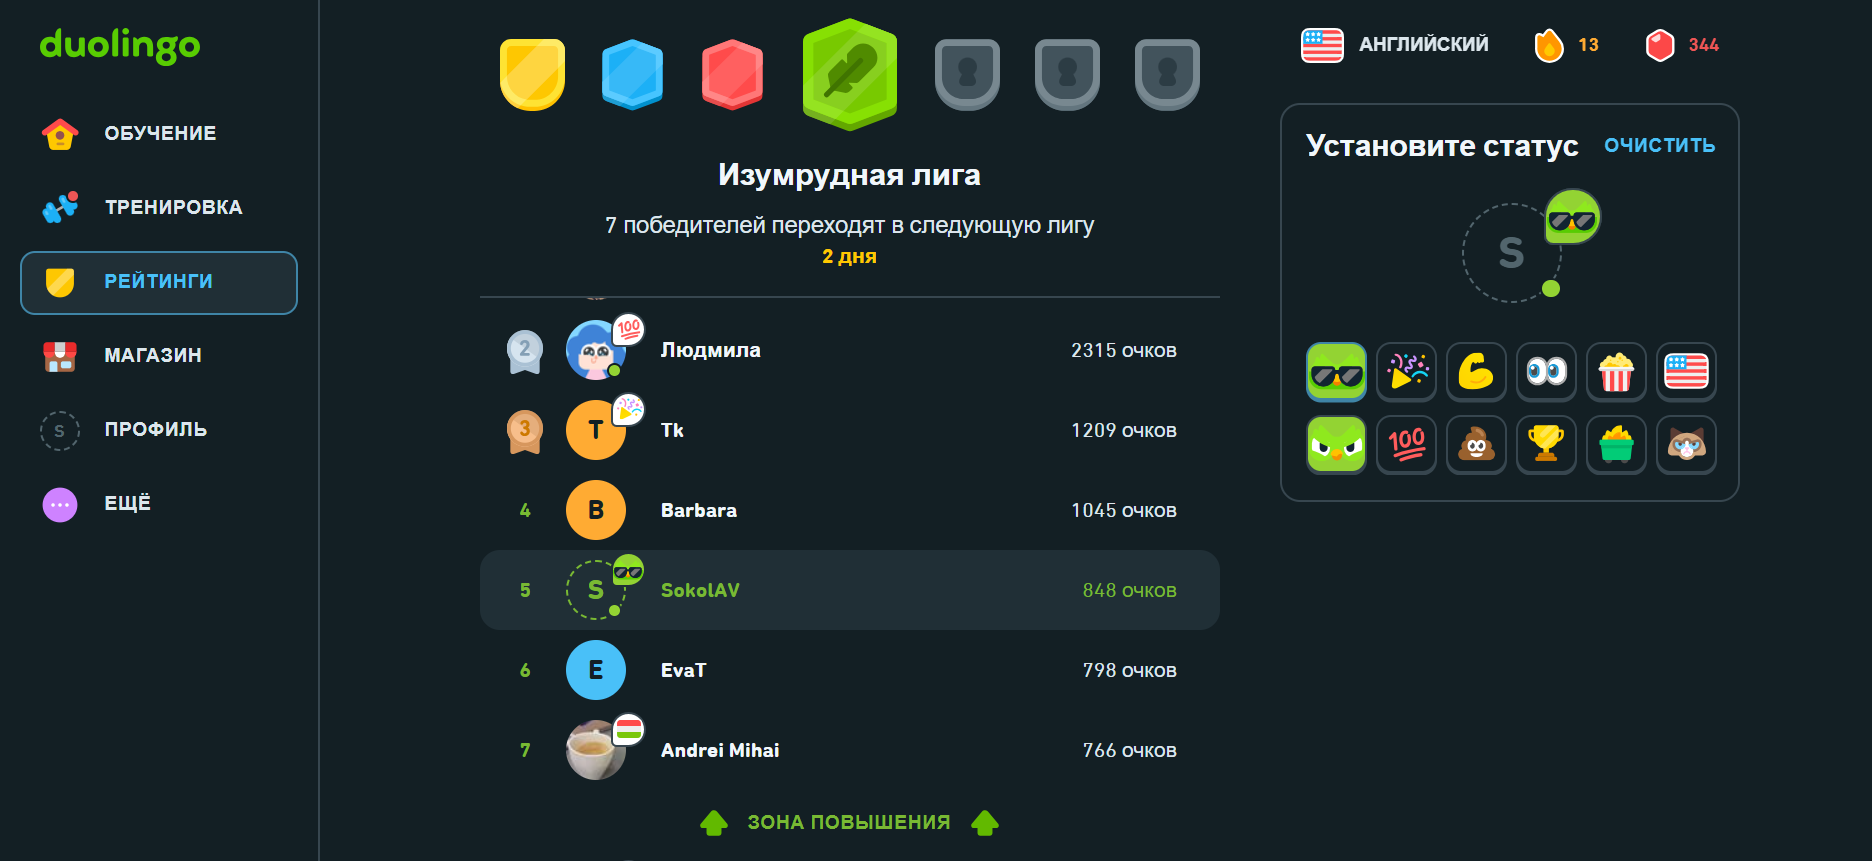 duolingo
ОБУЧЕНИЕ
ТРЕНИРОВКА
РЕЙТИНГИ
МАГАЗИН
S
ПРОФИЛЬ
ЕЩЁ
Изумрудная лига
7 победителей переходят в следующую лигу
2 дня
2 100 Людмила 2315 очков
3 T Tk 1209 очков
4 B Barbara 1045 очков
5 S SokolAV 848 очков
6 E EvaT 798 очков
7 Andrei Mihai 766 очков
ЗОНА ПОВЫШЕНИЯ
АНГЛИЙСКИЙ 13 344
Установите статус ОЧИСТИТЬ
S
100